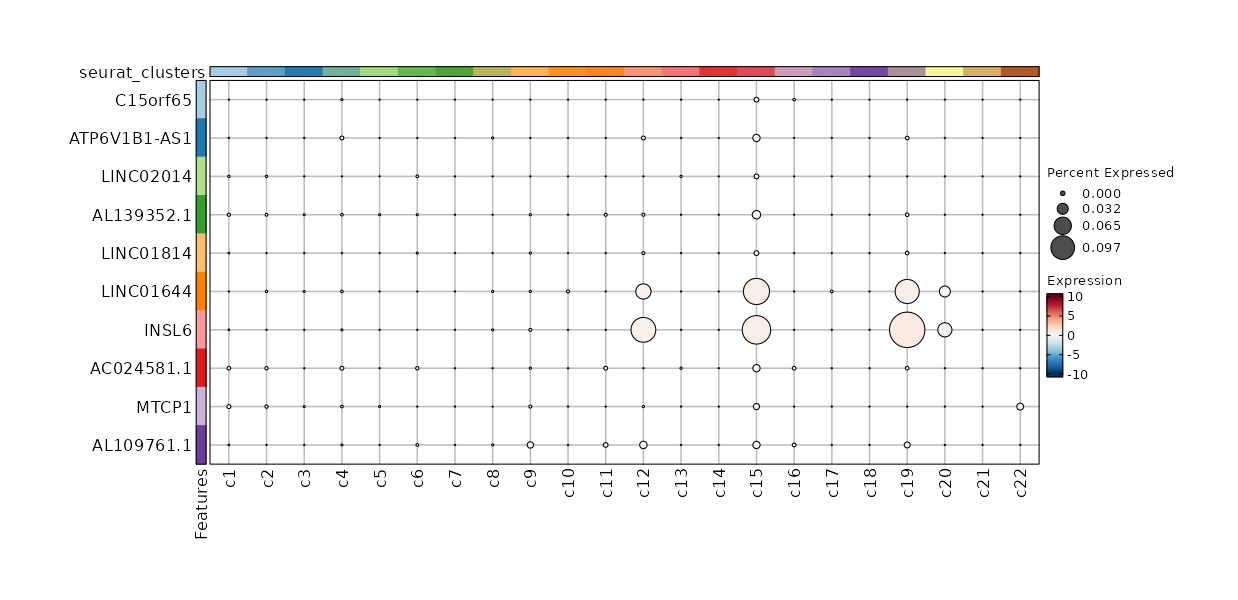 seurat_clusters
C15orf65
ATP6V1B1-AS1
LINC02014
AL139352.1
LINC01814
LINC01644
INSL6
AC024581.1
MTCP1
AL109761.1
Features
c1
c2
c3
c4
c5
c6
c7
c8
c9
c10
c11
c12
c13
c14
c15
c16
c17
c18
c19
c20
c21
c22
Percent Expressed
0.000
0.032
0.065
0.097
Expression
10
5
0
-5
-10